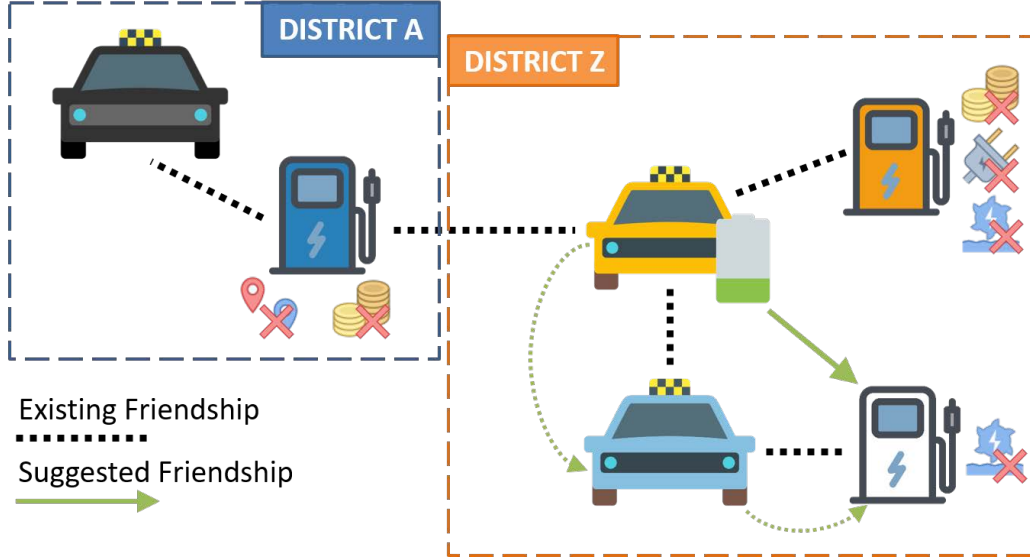 DISTRICT A
DISTRICT Z
Existing Friendship
Suggested Friendship